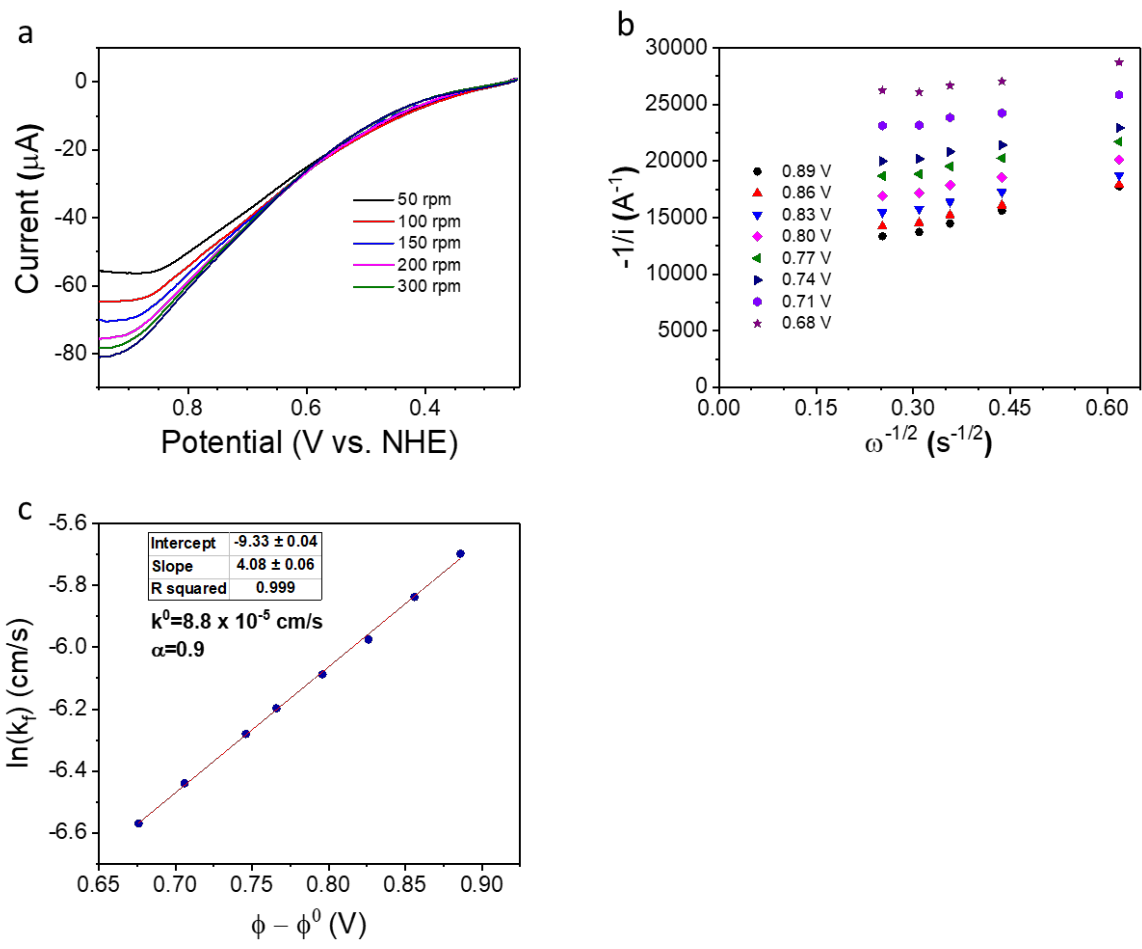 a
Current (μA)
0
-20
-40
-60
-80
50 rpm
100 rpm
150 rpm
200 rpm
300 rpm
0.8 0.6 0.4
Potential (V vs. NHE)
b
-1/i (A⁻¹)
30000
25000
20000
15000
10000
5000
0
0.89 V
0.86 V
0.83 V
0.80 V
0.77 V
0.74 V
0.71 V
0.68 V
0.00 0.15 0.30 0.45 0.60
ω⁻¹/² (s⁻¹/²)
c
ln(k_f) (cm/s)
-5.6
-5.8
-6.0
-6.2
-6.4
-6.6
Intercept -9.33 ± 0.04
Slope 4.08 ± 0.06
R squared 0.999
k⁰=8.8 x 10⁻⁵ cm/s
α=0.9
0.65 0.70 0.75 0.80 0.85 0.90
ϕ – ϕ⁰ (V)